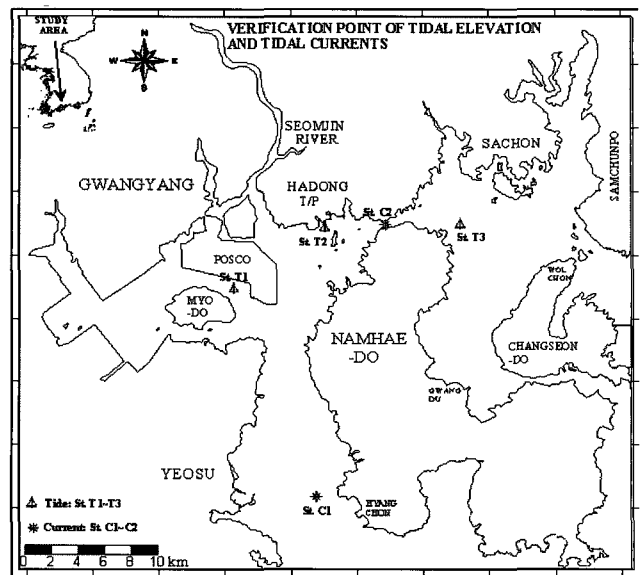 VERIFICATION POINT OF TIDAL ELEVATION
AND TIDAL CURRENTS
STUDY
AREA
N
W
E
S
SEOMJIN
RIVER
SACHON
SAMCHUNPO
GWANGYANG
HADONG
T/P
St. C2
St. T2
St. T3
POSCO
St. T1
MYO
-DO
WOL
CHON
NAMHAE
-DO
CHANGSEON
-DO
GWANG
DU
YEOSU
St. C1
HYANG
CHON
Tide: St. T1~T3
Current: St. C1~C2
0 2 4 6 8 10 km